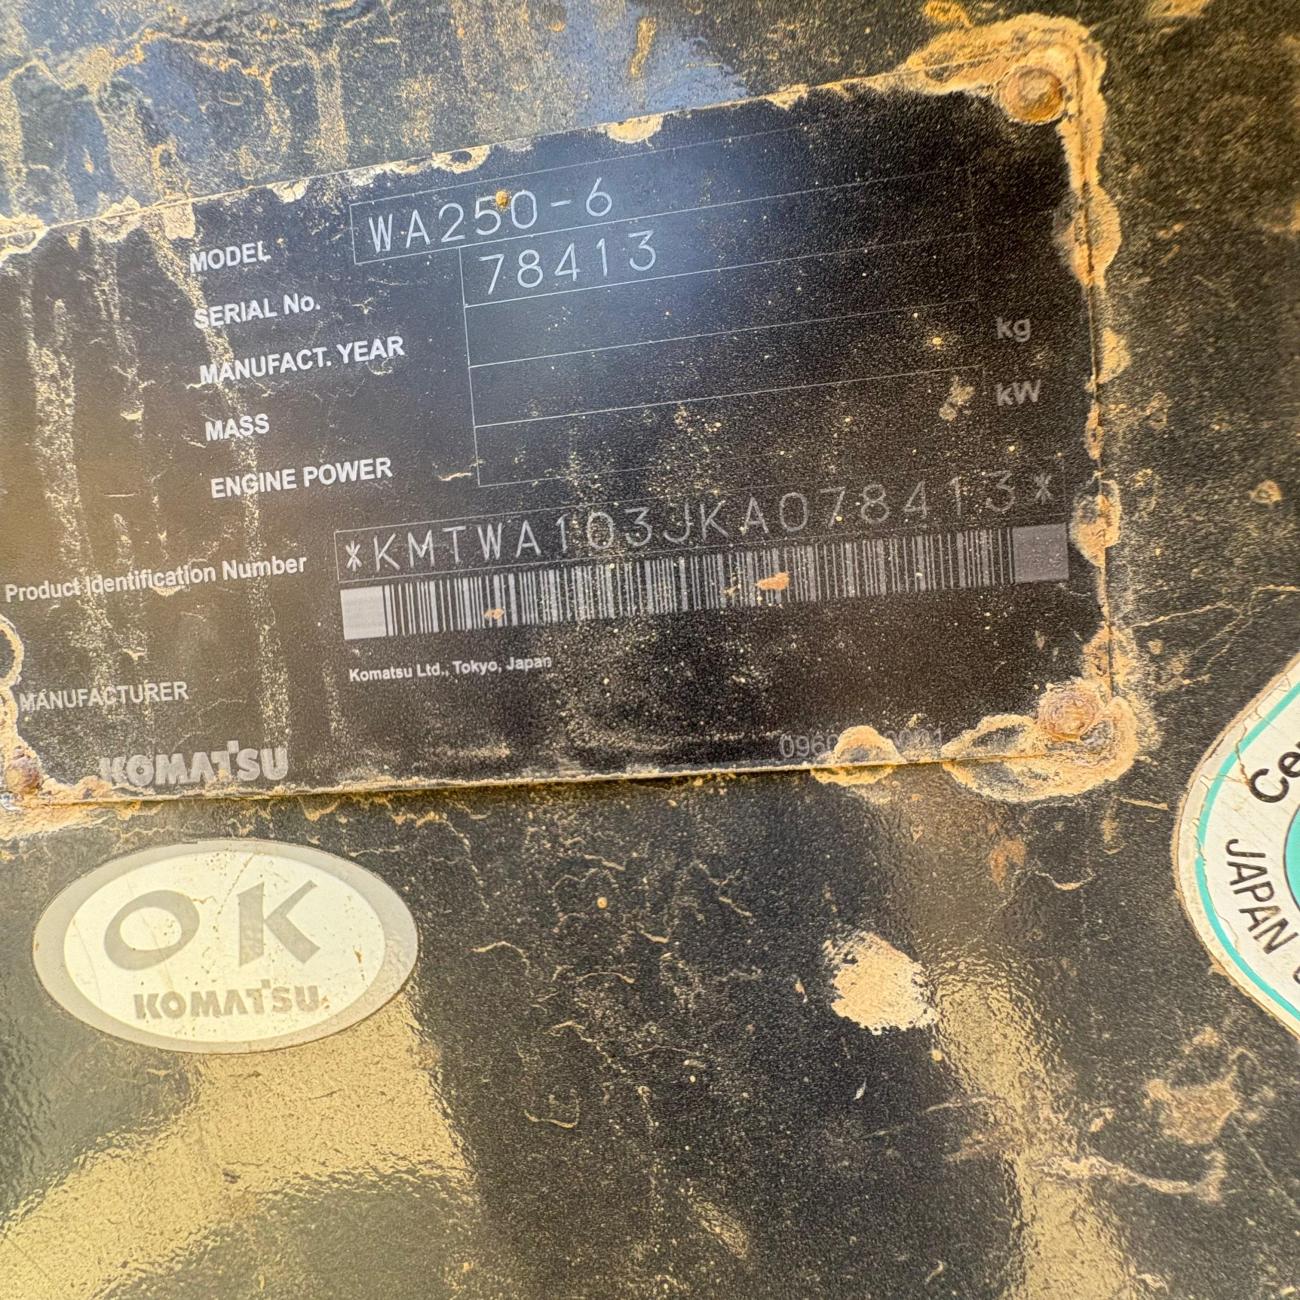 MODEL WA250-6
SERIAL No. 78413
MANUFACT. YEAR
MASS kg
ENGINE POWER kW
Product Identification Number *KMTWA103JKA078413*
Komatsu Ltd., Tokyo, Japan
MANUFACTURER
KOMATSU
OK
KOMATSU
JAPAN